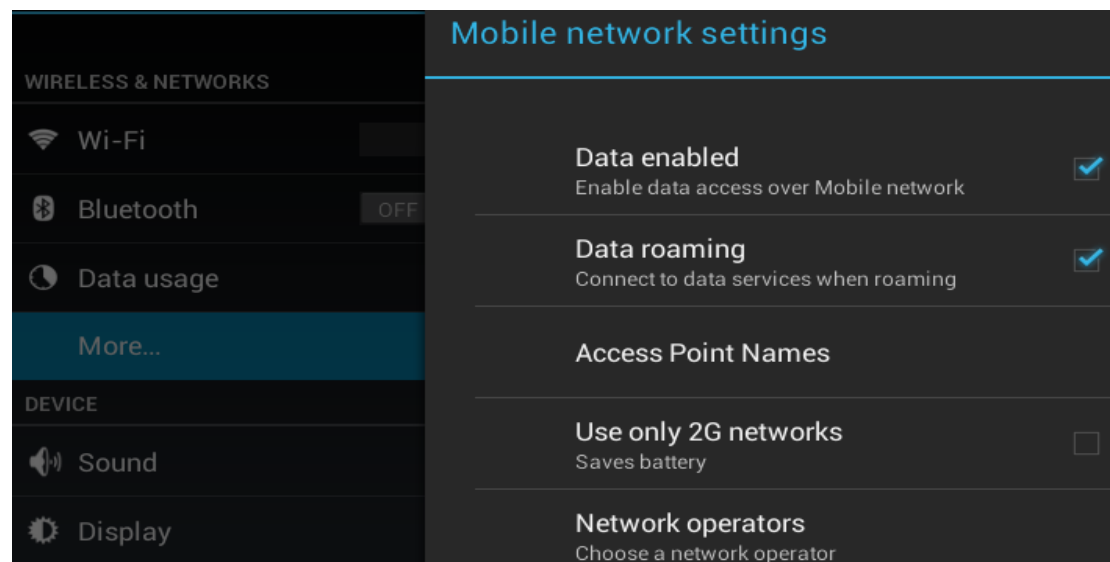 WIRELESS & NETWORKS
Wi-Fi
Bluetooth
OFF
Data usage
More...
DEVICE
Sound
Display
Mobile network settings
Data enabled
Enable data access over Mobile network
Data roaming
Connect to data services when roaming
Access Point Names
Use only 2G networks
Saves battery
Network operators
Choose a network operator